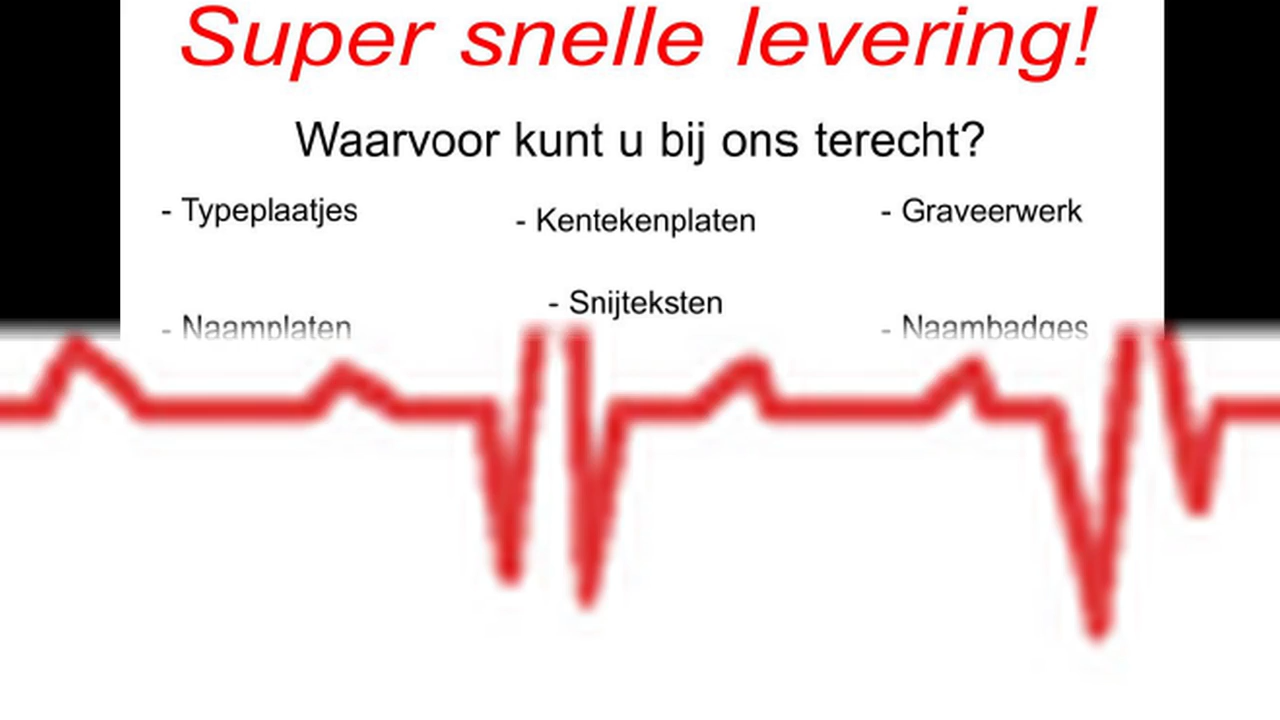 Super snelle levering!
Waarvoor kunt u bij ons terecht?
- Typeplaatjes
- Kentekenplaten
- Graveerwerk
- Snijteksten
- Naamplaten
- Naambadges